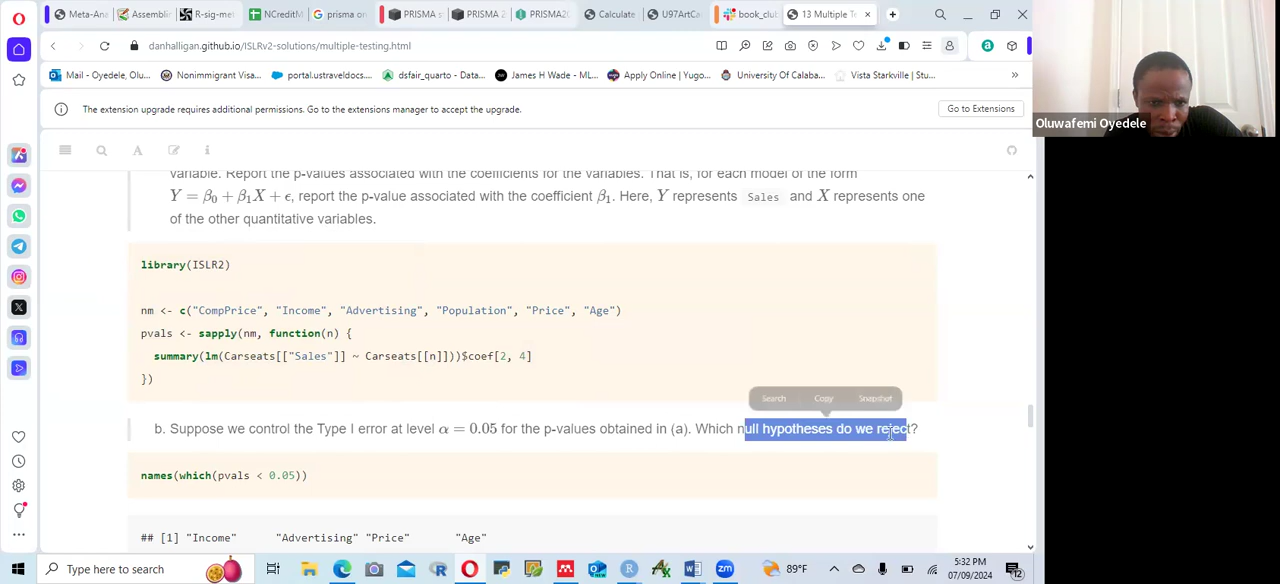 Meta-Ana
Assemblin
R-sig-met
NCreditM
prisma or
PRISMA s
PRISMA 2
PRISMA20
Calculate
U97ArtCa
book_club
13 Multiple Te
danhalligan.github.io/ISLRv2-solutions/multiple-testing.html
Mail - Oyedele, Olu...
Nonimmigrant Visa...
portal.ustraveldocs....
dsfair_quarto - Data...
James H Wade - ML...
Apply Online | Yugo...
University Of Calaba...
Vista Starkville | Stu...
The extension upgrade requires additional permissions. Go to the extensions manager to accept the upgrade.
Go to Extensions
Oluwafemi Oyedele
variable. Report the p-values associated with the coefficients for the variables. That is, for each model of the form
Y = β0 + β1X + ϵ, report the p-value associated with the coefficient β1. Here, Y represents Sales and X represents one
of the other quantitative variables.
library(ISLR2)
nm <- c("CompPrice", "Income", "Advertising", "Population", "Price", "Age")
pvals <- sapply(nm, function(n) {
summary(lm(Carseats[["Sales"]] ~ Carseats[[n]]))$coef[2, 4]
})
Search Copy Snapshot
b. Suppose we control the Type I error at level α = 0.05 for the p-values obtained in (a). Which null hypotheses do we reject?
names(which(pvals < 0.05))
## [1] "Income" "Advertising" "Price" "Age"
Type here to search
89°F
5:32 PM
07/09/2024
12